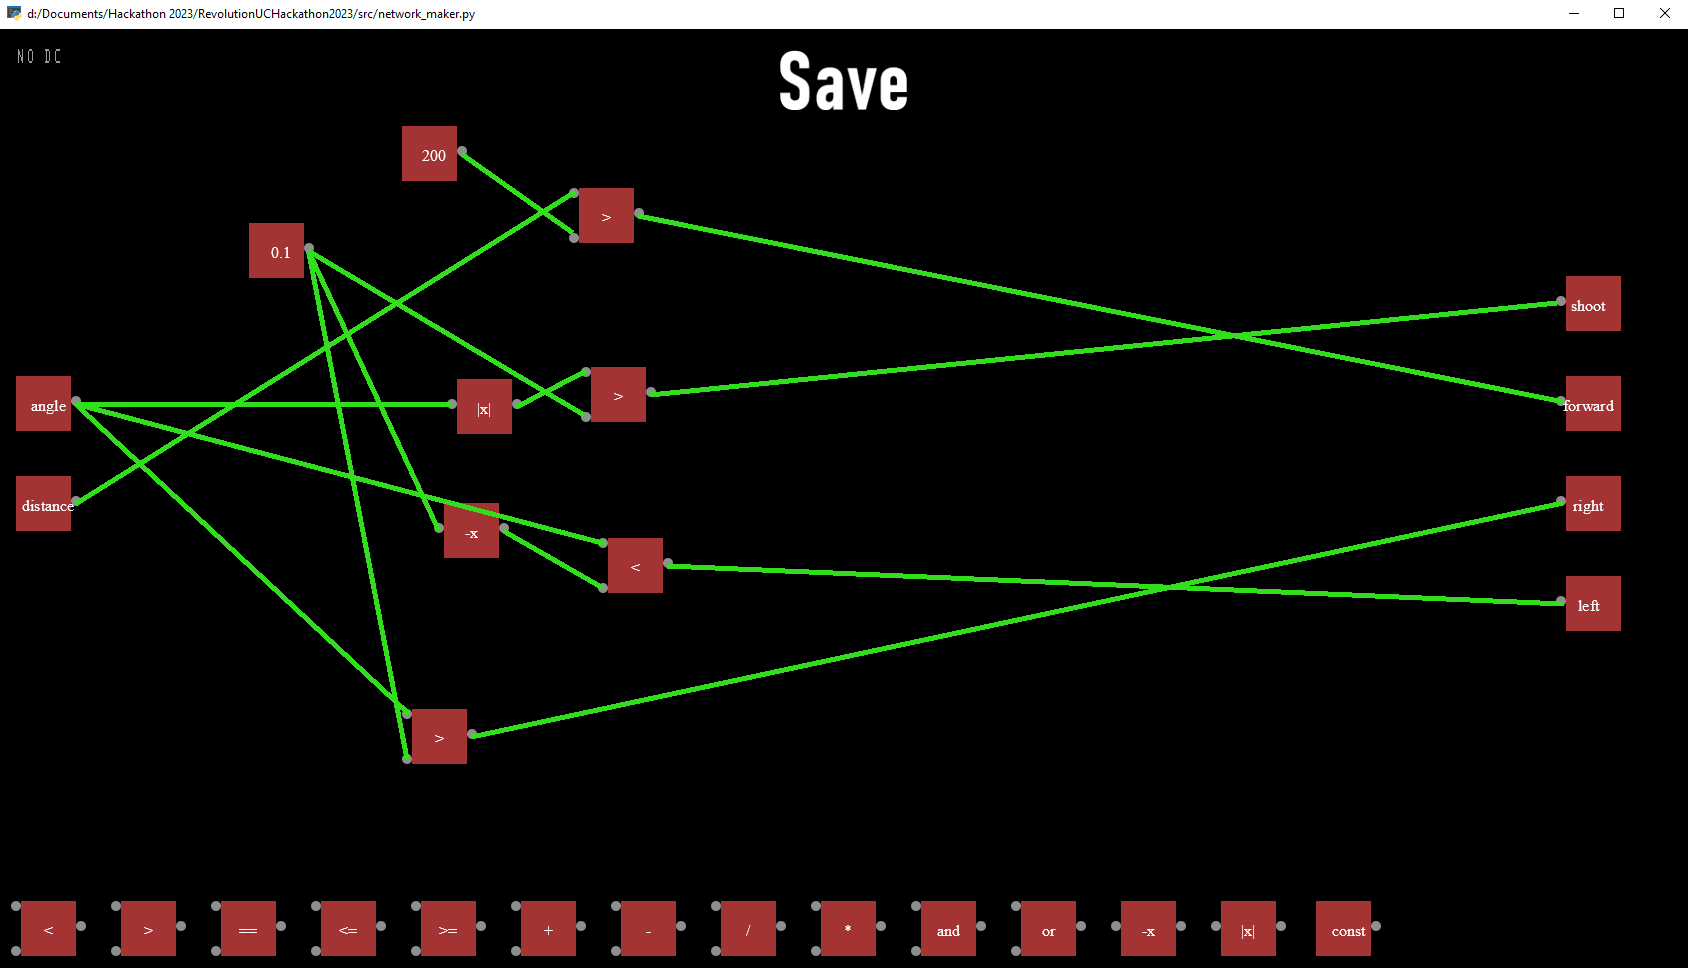 d:/Documents/Hackathon 2023/RevolutionUCHackathon2023/src/network_maker.py
NO DC
Save
200
>
0.1
shoot
|x|
>
angle
forward
distance
-x
right
<
left
>
<
>
==
<=
>=
+
-
/
*
and
or
-x
|x|
const